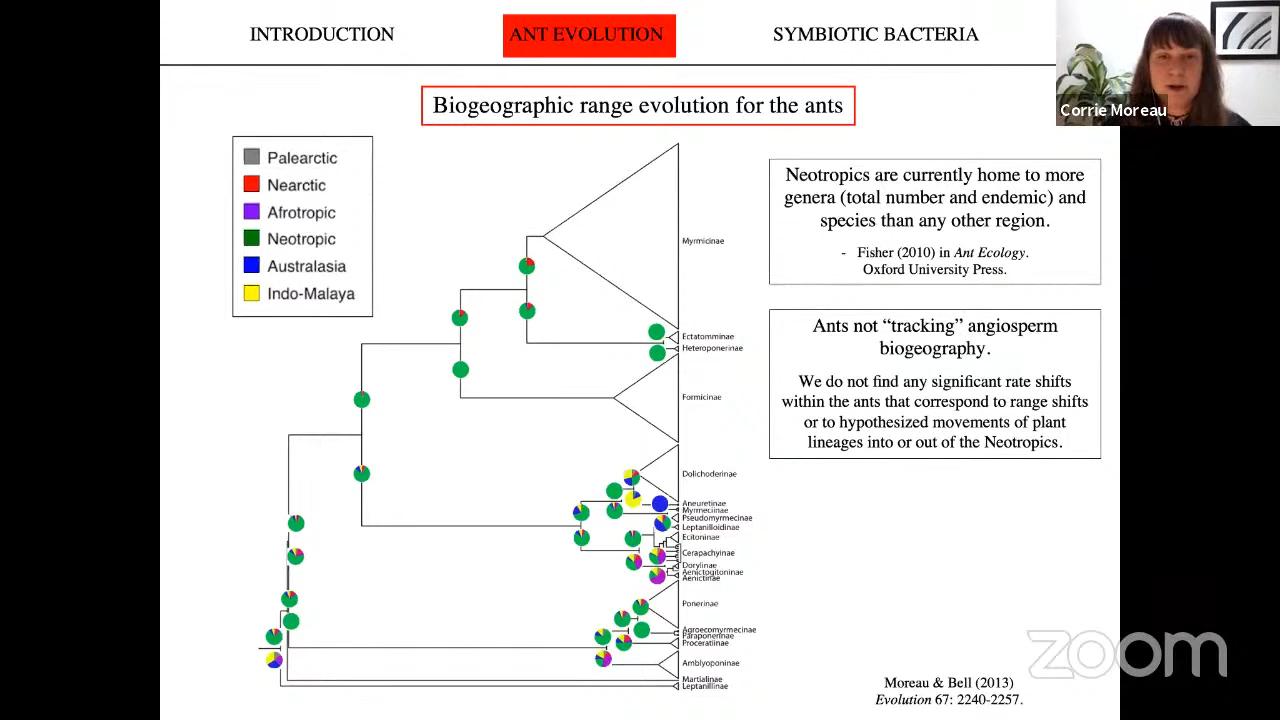 INTRODUCTION
ANT EVOLUTION
SYMBIOTIC BACTERIA
Corrie Moreau
Biogeographic range evolution for the ants
Palearctic
Nearctic
Afrotropic
Neotropic
Australasia
Indo-Malaya
Myrmicinae
Ectatomminae
Heteroponerinae
Formicinae
Dolichoderinae
Aneuretinae
Myrmeciinae
Pseudomyrmecinae
Leptanilloidinae
Ecitoninae
Cerapachyinae
Dorylinae
Aenictogitoninae
Aenictinae
Ponerinae
Agroecomyrmecinae
Paraponerinae
Proceratiinae
Amblyoponinae
Martialinae
Leptanillinae
Neotropics are currently home to more
genera (total number and endemic) and
species than any other region.
- Fisher (2010) in Ant Ecology.
Oxford University Press.
Ants not “tracking” angiosperm
biogeography.
We do not find any significant rate shifts
within the ants that correspond to range shifts
or to hypothesized movements of plant
lineages into or out of the Neotropics.
zoom
Moreau & Bell (2013)
Evolution 67: 2240-2257.